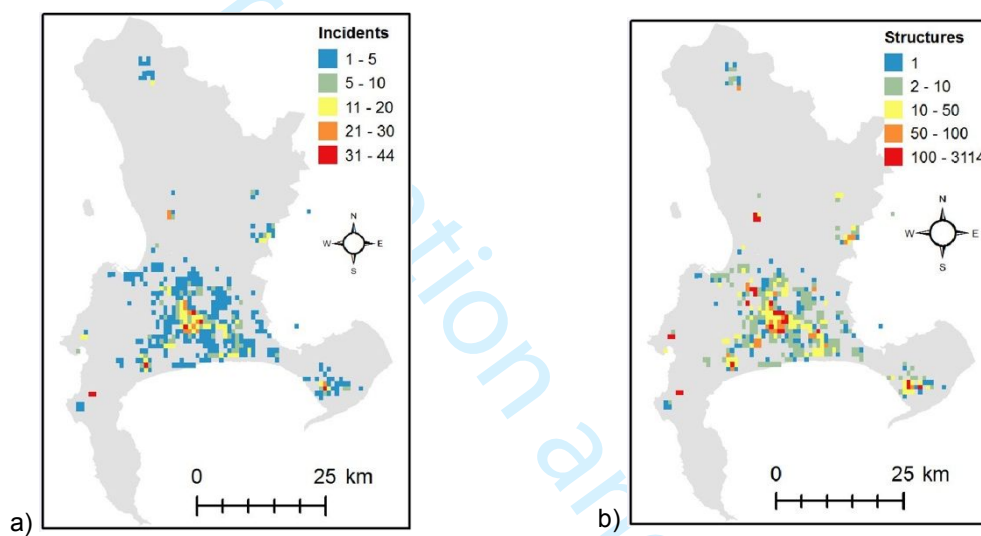 Incidents
1 - 5
5 - 10
11 - 20
21 - 30
31 - 44
N
W E
S
0 25 km
a)
Structures
1
2 - 10
10 - 50
50 - 100
100 - 3114
N
W E
S
0 25 km
b)